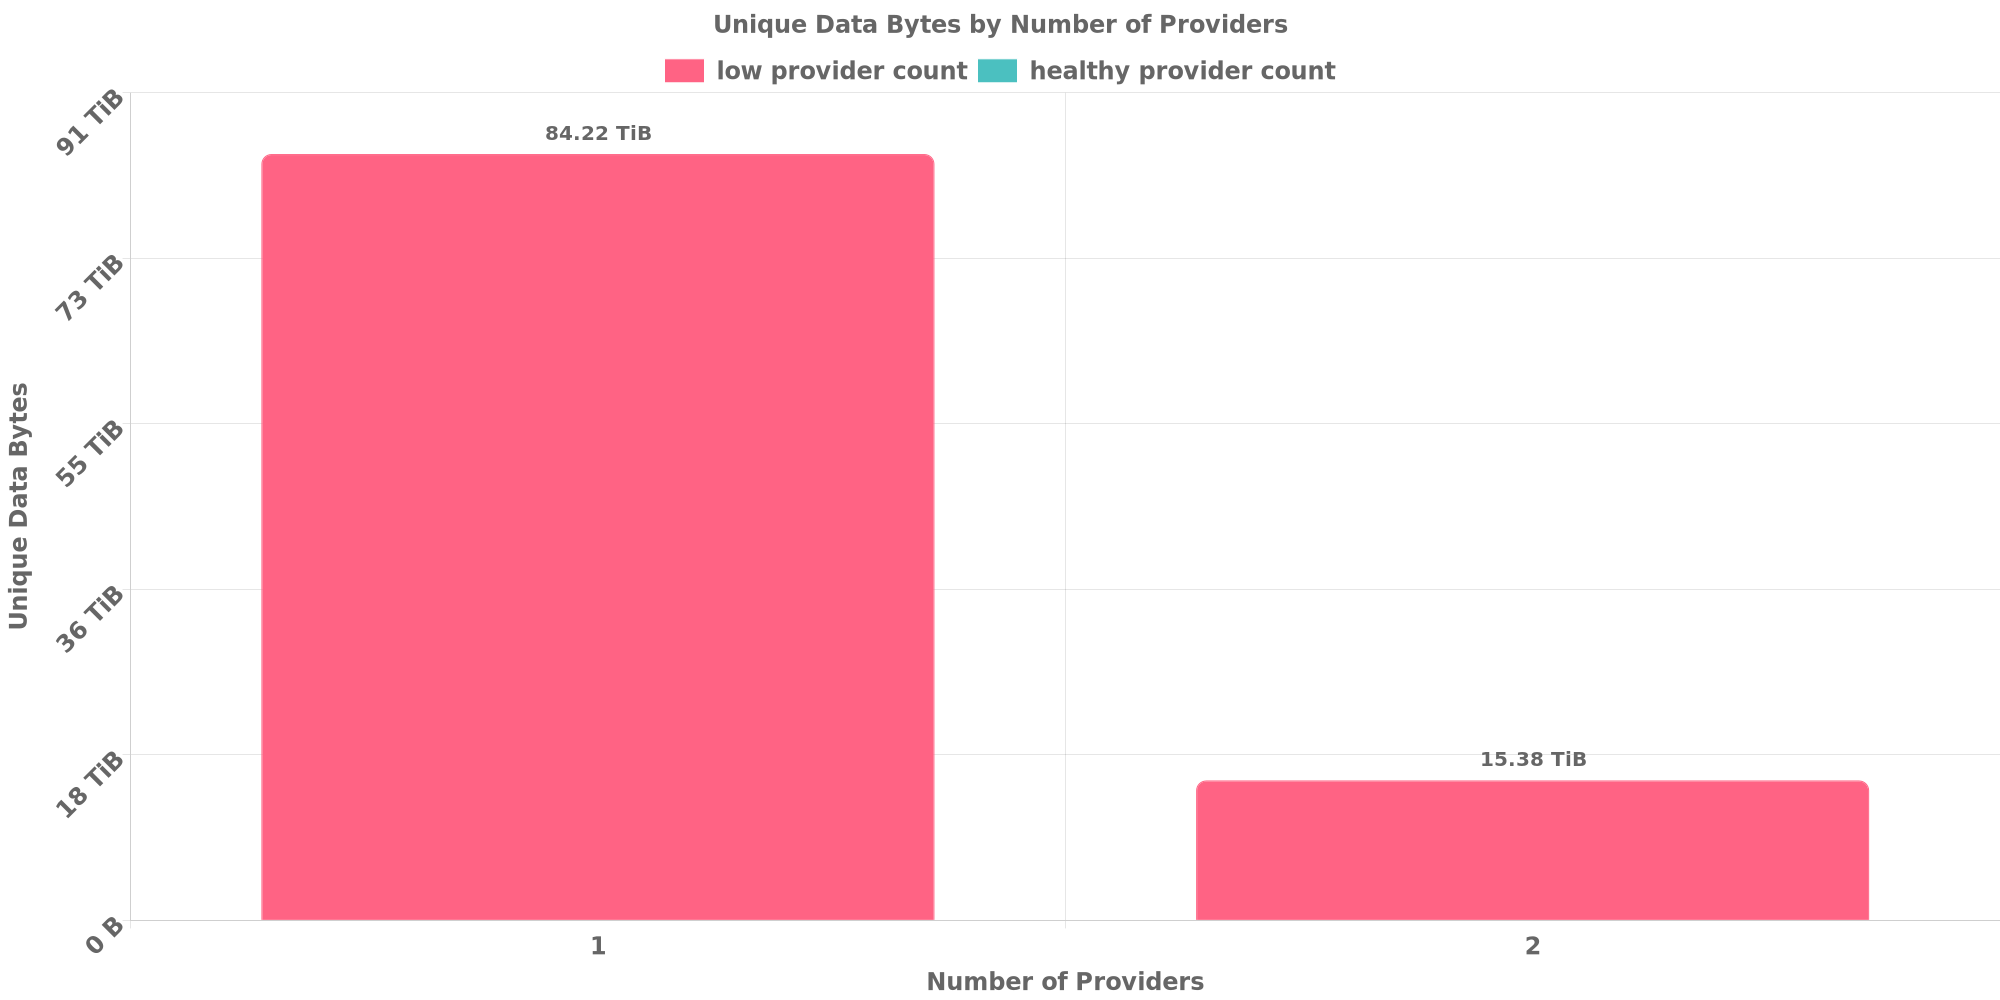 Unique Data Bytes by Number of Providers
low provider count healthy provider count
91 TiB
84.22 TiB
73 TiB
55 TiB
Unique Data Bytes
36 TiB
18 TiB
15.38 TiB
0 B
1 2
Number of Providers